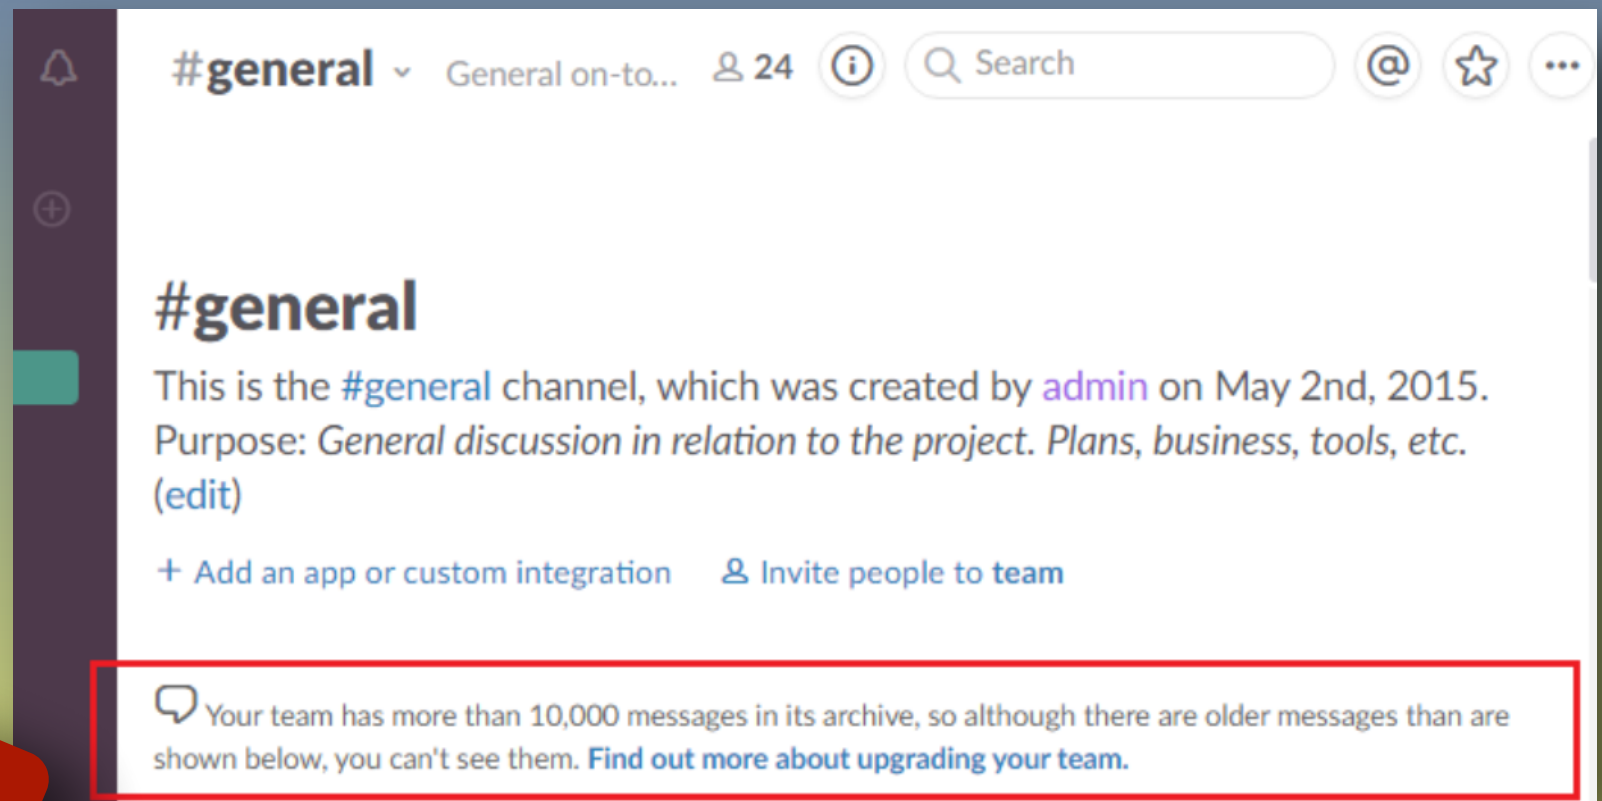 #general General on-to... 24 Search
#general
This is the #general channel, which was created by admin on May 2nd, 2015.
Purpose: General discussion in relation to the project. Plans, business, tools, etc.
(edit)
+ Add an app or custom integration Invite people to team
Your team has more than 10,000 messages in its archive, so although there are older messages than are
shown below, you can't see them. Find out more about upgrading your team.